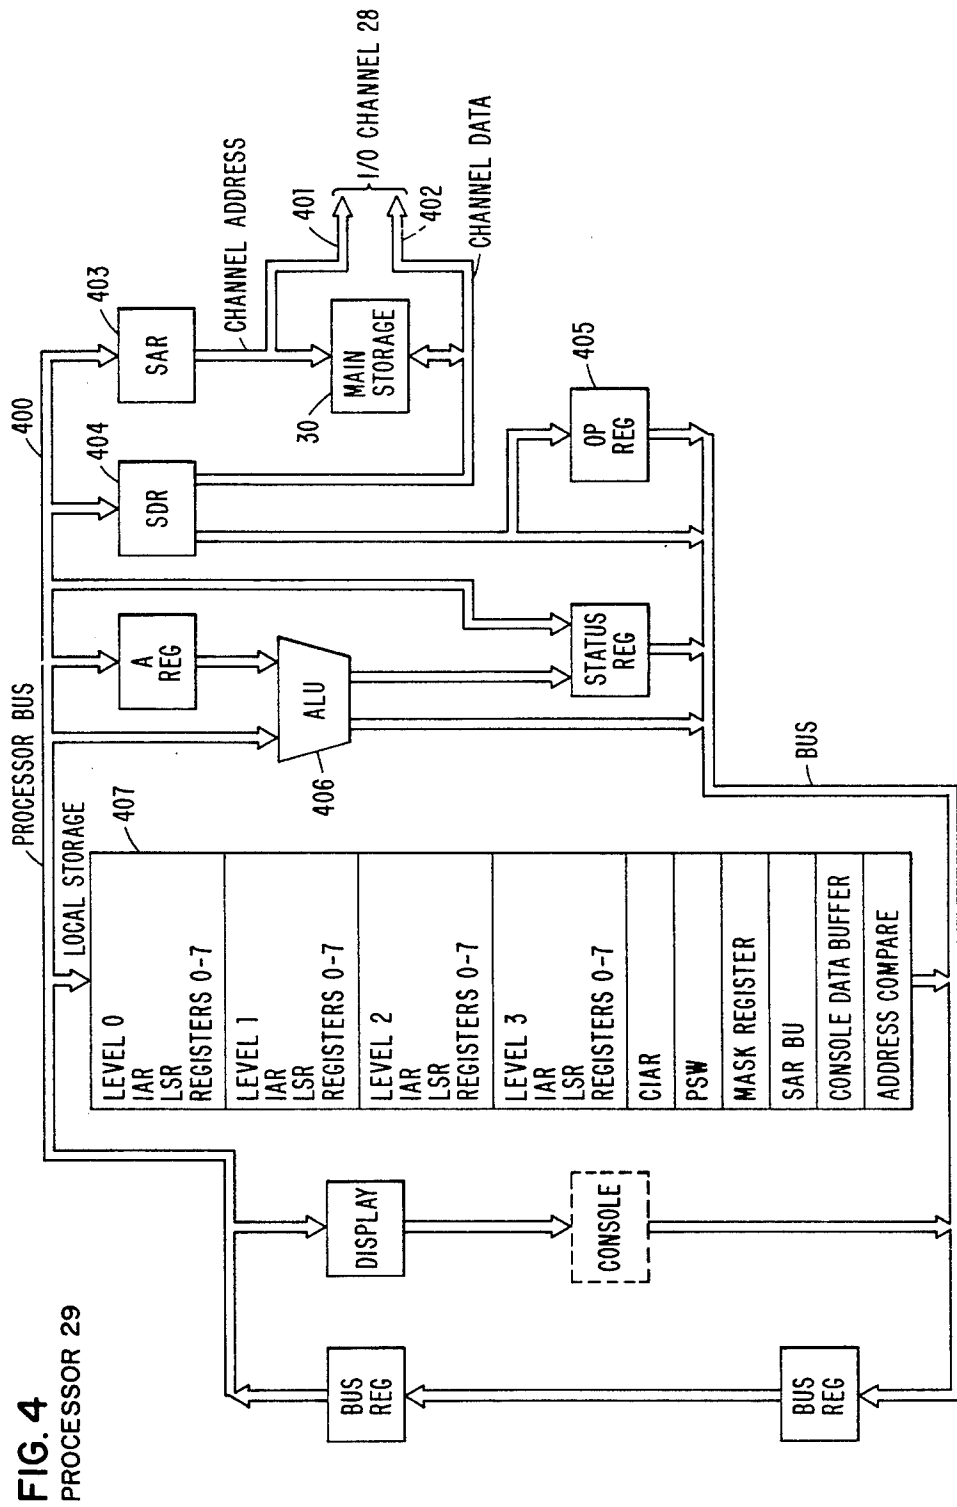 FIG. 4
PROCESSOR 29
PROCESSOR BUS
400
LOCAL STORAGE
407
LEVEL 0
IAR
LSR
REGISTERS 0-7
LEVEL 1
IAR
LSR
REGISTERS 0-7
LEVEL 2
IAR
LSR
REGISTERS 0-7
LEVEL 3
IAR
LSR
REGISTERS 0-7
CIAR
PSW
MASK REGISTER
SAR BU
CONSOLE DATA BUFFER
ADDRESS COMPARE
BUS
REG
DISPLAY
CONSOLE
BUS
REG
A
REG
ALU
406
STATUS
REG
BUS
404
SDR
403
SAR
CHANNEL ADDRESS
401
I/O CHANNEL 28
402
CHANNEL DATA
30
MAIN
STORAGE
405
OP
REG